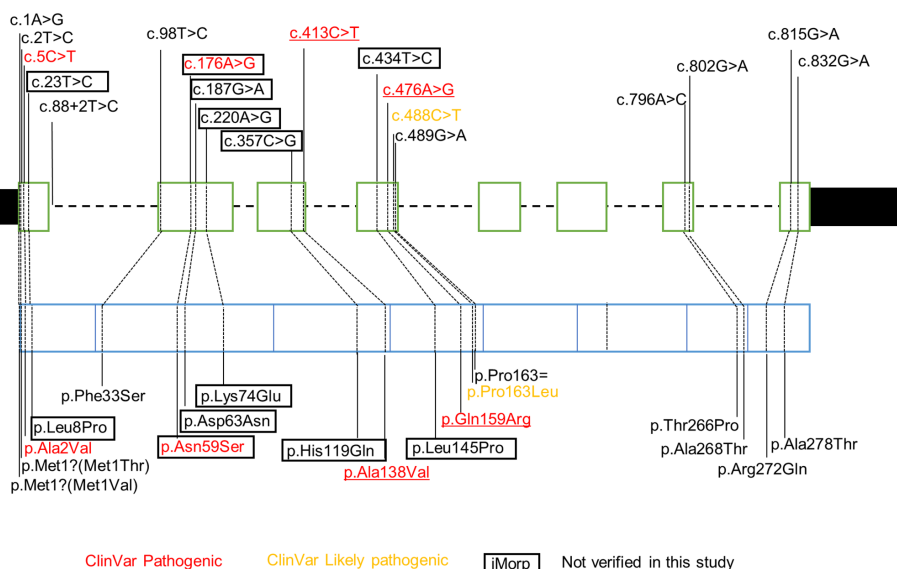 c.1A>G
c.2T>C
c.5C>T
c.23T>C
c.88+2T>C
c.98T>C
c.176A>G
c.187G>A
c.220A>G
c.357C>G
c.413C>T
c.434T>C
c.476A>G
c.488C>T
c.489G>A
c.796A>C
c.802G>A
c.815G>A
c.832G>A
p.Phe33Ser
p.Leu8Pro
p.Ala2Val
p.Met1?(Met1Thr)
p.Met1?(Met1Val)
p.Lys74Glu
p.Asp63Asn
p.Asn59Ser
p.His119Gln
p.Ala138Val
p.Pro163=
p.Pro163Leu
p.Gln159Arg
p.Leu145Pro
p.Thr266Pro
p.Ala268Thr
p.Arg272Gln
p.Ala278Thr
ClinVar Pathogenic
ClinVar Likely pathogenic
iMorp
Not verified in this study